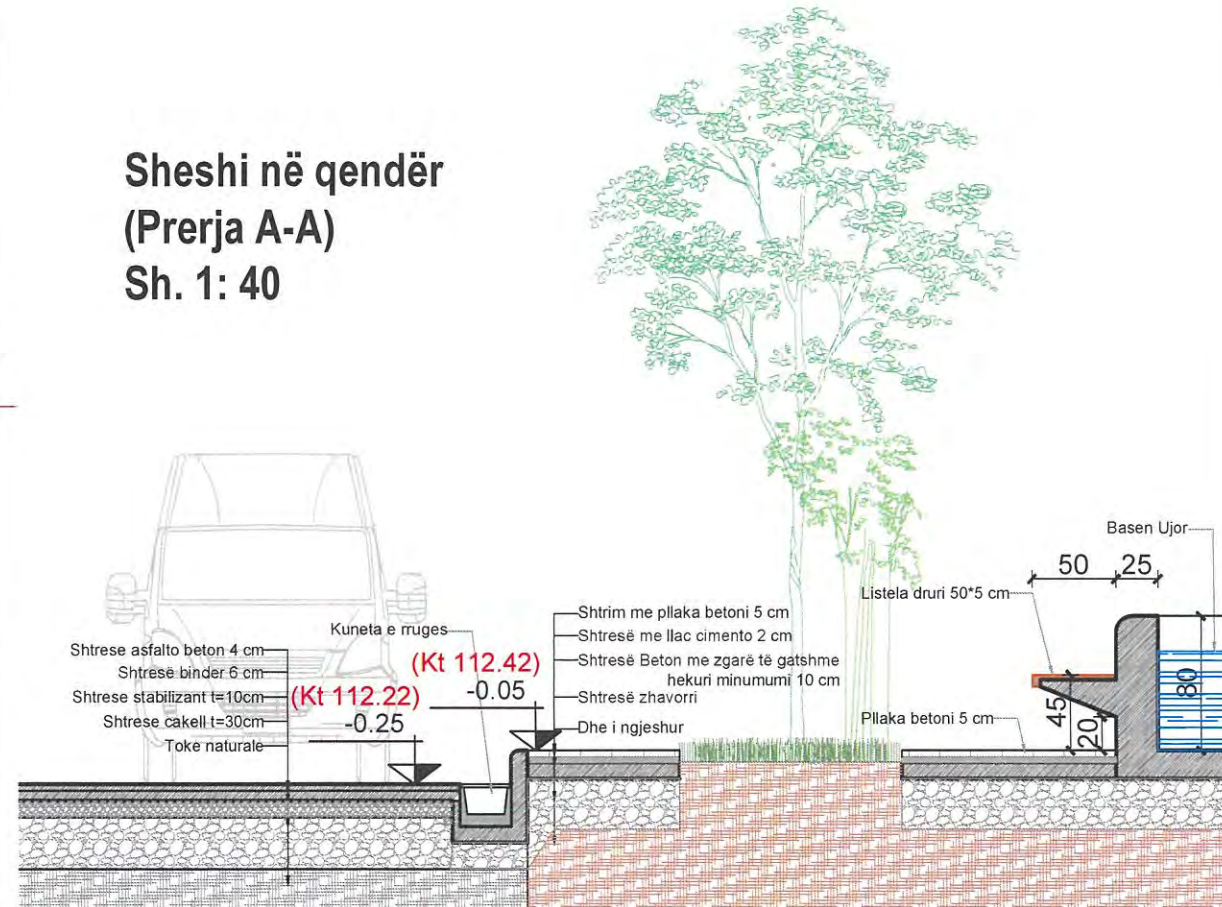 Sheshi në qendër
(Prerja A-A)
Sh. 1: 40
Basen Ujor
50
25
Listela druri 50*5 cm
Shtrim me pllaka betoni 5 cm
Kuneta e rruges
Shtresë me llac cimento 2 cm
Shtrese asfalto beton 4 cm
(Kt 112.42)
Shtresë Beton me zgarë të gatshme
hekuri minumumi 10 cm
Shtresë binder 6 cm
80
Shtrese stabilizant t=10cm
(Kt 112.22)
-0.05
Shtresë zhavorri
45
Shtrese cakell t=30cm
-0.25
Pllaka betoni 5 cm
Dhe i ngjeshur
20
Toke naturale